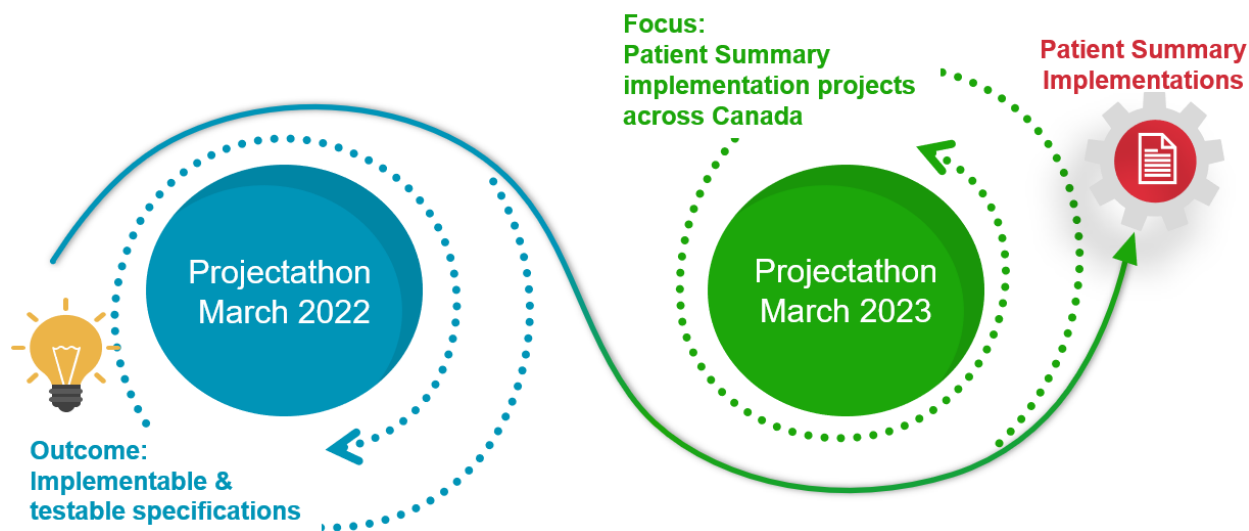 Projectathon
March 2022
Outcome:
Implementable &
testable specifications
Focus:
Patient Summary
implementation projects
across Canada
Projectathon
March 2023
Patient Summary
Implementations